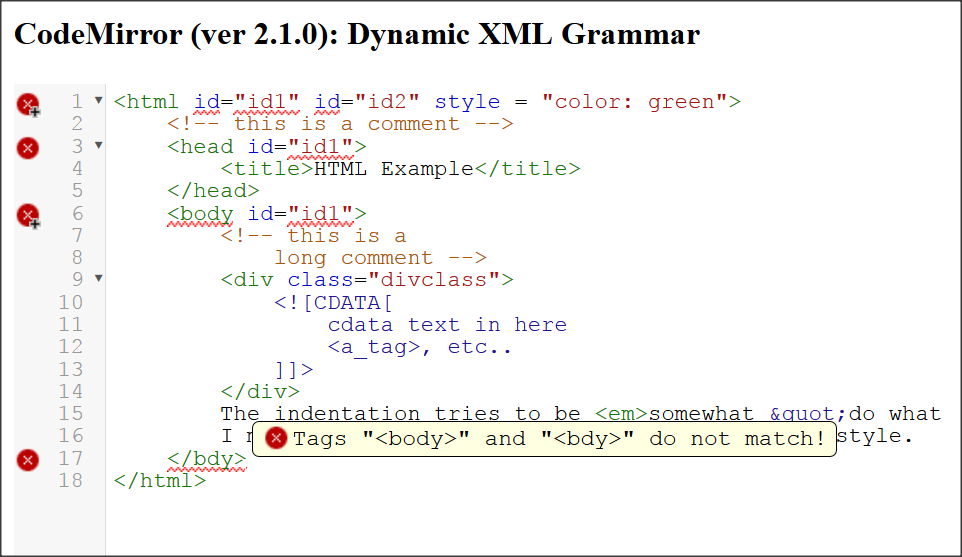 CodeMirror (ver 2.1.0): Dynamic XML Grammar
1 <html id="id1" id="id2" style = "color: green">
2 <!-- this is a comment -->
3 <head id="id1">
4 <title>HTML Example</title>
5 </head>
6 <body id="id1">
7 <!-- this is a
8 long comment -->
9 <div class="divclass">
10 <![CDATA[
11 cdata text in here
12 <a_tag>, etc..
13 ]]>
14 </div>
15 The indentation tries to be <em>somewhat &quot;do what
16 I style.
Tags "<body>" and "<bdy>" do not match!
17 </bdy>
18 </html>